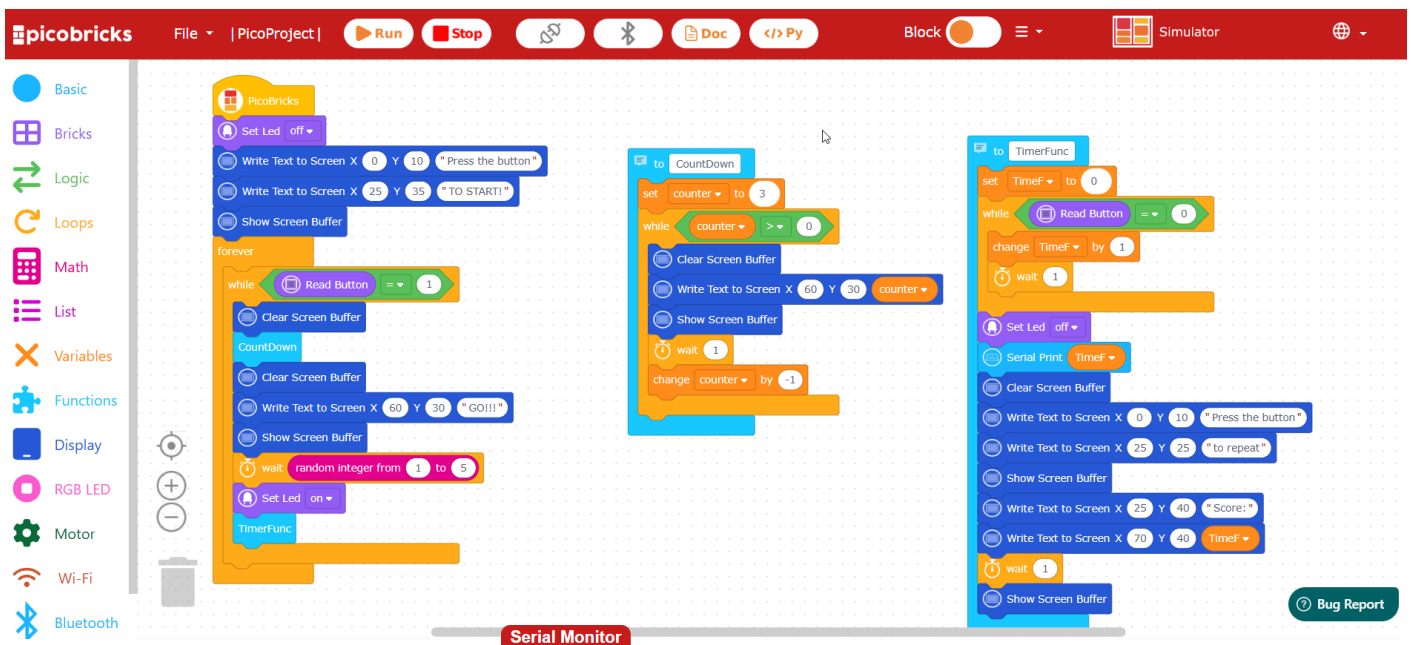 picobricks File |PicoProject| Run Stop Doc </> Py Block Simulator
Basic
Bricks
Logic
Loops
Math
List
Variables
Functions
Display
RGB LED
Motor
Wi-Fi
Bluetooth
PicoBricks
Set Led off
Write Text to Screen X 0 Y 10 "Press the button"
Write Text to Screen X 25 Y 35 "TO START!"
Show Screen Buffer
forever
while Read Button = 1
Clear Screen Buffer
CountDown
Clear Screen Buffer
Write Text to Screen X 60 Y 30 "GO!!!"
Show Screen Buffer
wait random integer from 1 to 5
Set Led on
TimerFunc
to CountDown
set counter to 3
while counter > 0
Clear Screen Buffer
Write Text to Screen X 60 Y 30 counter
Show Screen Buffer
wait 1
change counter by -1
to TimerFunc
set TimeF to 0
while Read Button = 0
change TimeF by 1
wait 1
Set Led off
Serial Print TimeF
Clear Screen Buffer
Write Text to Screen X 0 Y 10 "Press the button"
Write Text to Screen X 25 Y 25 "to repeat"
Show Screen Buffer
Write Text to Screen X 25 Y 40 "Score:"
Write Text to Screen X 70 Y 40 TimeF
wait 1
Show Screen Buffer
Bug Report
Serial Monitor